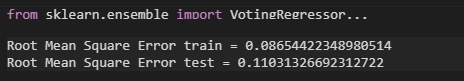 from sklearn.ensemble import VotingRegressor...
Root Mean Square Error train = 0.08654422348980514
Root Mean Square Error test = 0.11031326692312722